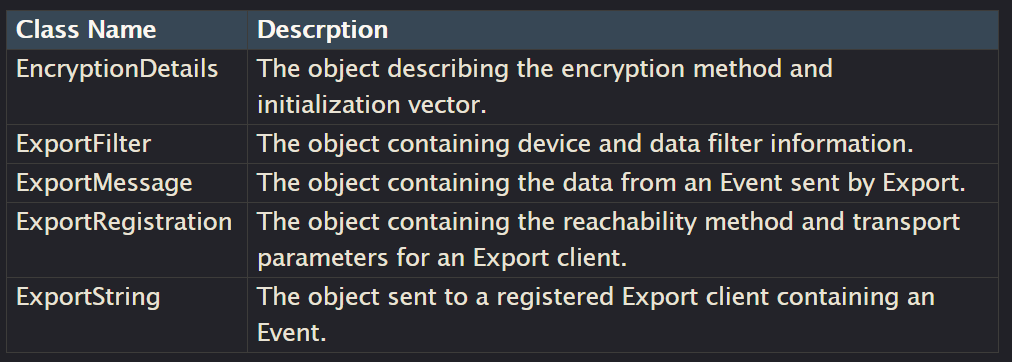 Class Name Descrption
EncryptionDetails The object describing the encryption method and
initialization vector.
ExportFilter The object containing device and data filter information.
ExportMessage The object containing the data from an Event sent by Export.
ExportRegistration The object containing the reachability method and transport
parameters for an Export client.
ExportString The object sent to a registered Export client containing an
Event.